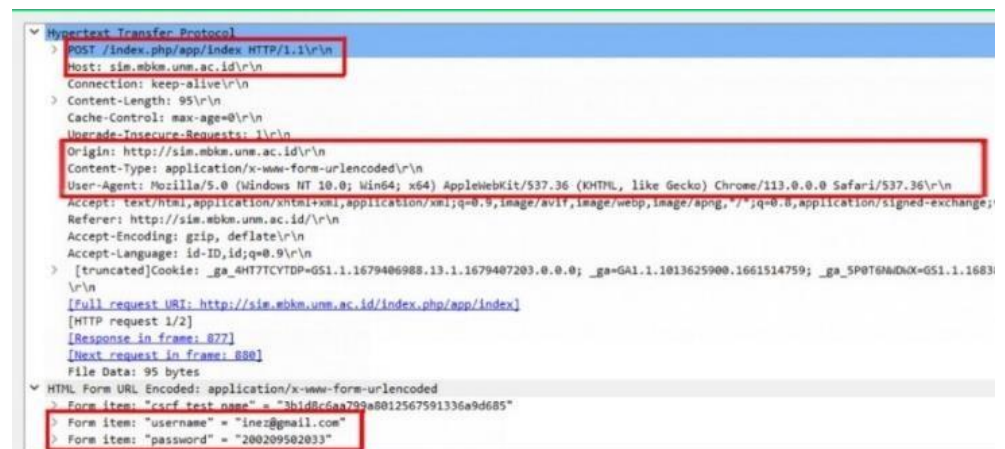 Hypertext Transfer Protocol
POST /index.php/app/index HTTP/1.1\r\n
Host: sim.mbkm.unm.ac.id\r\n
Connection: keep-alive\r\n
Content-Length: 95\r\n
Cache-Control: max-age=0\r\n
Upgrade-Insecure-Requests: 1\r\n
Origin: http://sim.mbkm.unm.ac.id\r\n
Content-Type: application/x-www-form-urlencoded\r\n
User-Agent: Mozilla/5.0 (Windows NT 10.0; Win64; x64) AppleWebKit/537.36 (KHTML, like Gecko) Chrome/113.0.0.0 Safari/537.36\r\n
Accept: text/html,application/xhtml+xml,application/xml;q=0.9,image/avif,image/webp,image/apng,*/*;q=0.8,application/signed-exchange;
Referer: http://sim.mbkm.unm.ac.id/\r\n
Accept-Encoding: gzip, deflate\r\n
Accept-Language: id-ID,id;q=0.9\r\n
[truncated]Cookie: _ga_4HT7TCYTDP=GS1.1.1679406988.13.1.1679407203.0.0.0; _ga=GA1.1.1013625900.1661514759; _ga_5P0T6NWDWX=GS1.1.1683
\r\n
[Full request URI: http://sim.mbkm.unm.ac.id/index.php/app/index]
[HTTP request 1/2]
[Response in frame: 877]
[Next request in frame: 880]
File Data: 95 bytes
HTML Form URL Encoded: application/x-www-form-urlencoded
Form item: "csrf_test_name" = "3b1d8c6aa799a8012567591336a9d685"
Form item: "username" = "inez@gmail.com"
Form item: "password" = "200209502033"